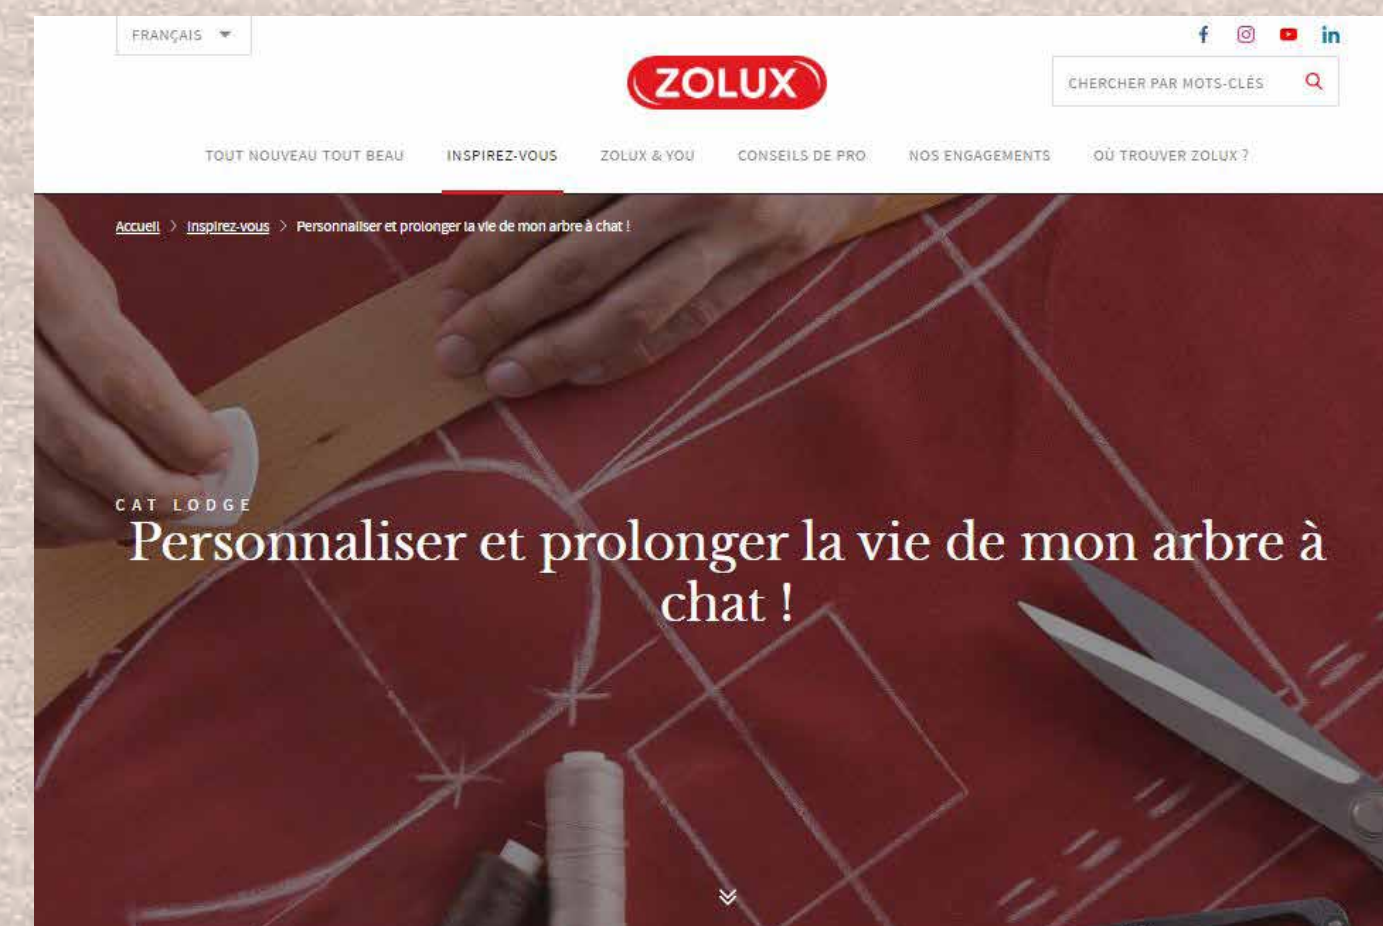 FRANÇAIS
ZOLUX
CHERCHER PAR MOTS-CLÉS
TOUT NOUVEAU TOUT BEAU INSPIREZ-VOUS ZOLUX & YOU CONSEILS DE PRO NOS ENGAGEMENTS OÙ TROUVER ZOLUX ?
Accueil > Inspirez-vous > Personnaliser et prolonger la vie de mon arbre à chat !
CAT LODGE
Personnaliser et prolonger la vie de mon arbre à
chat !